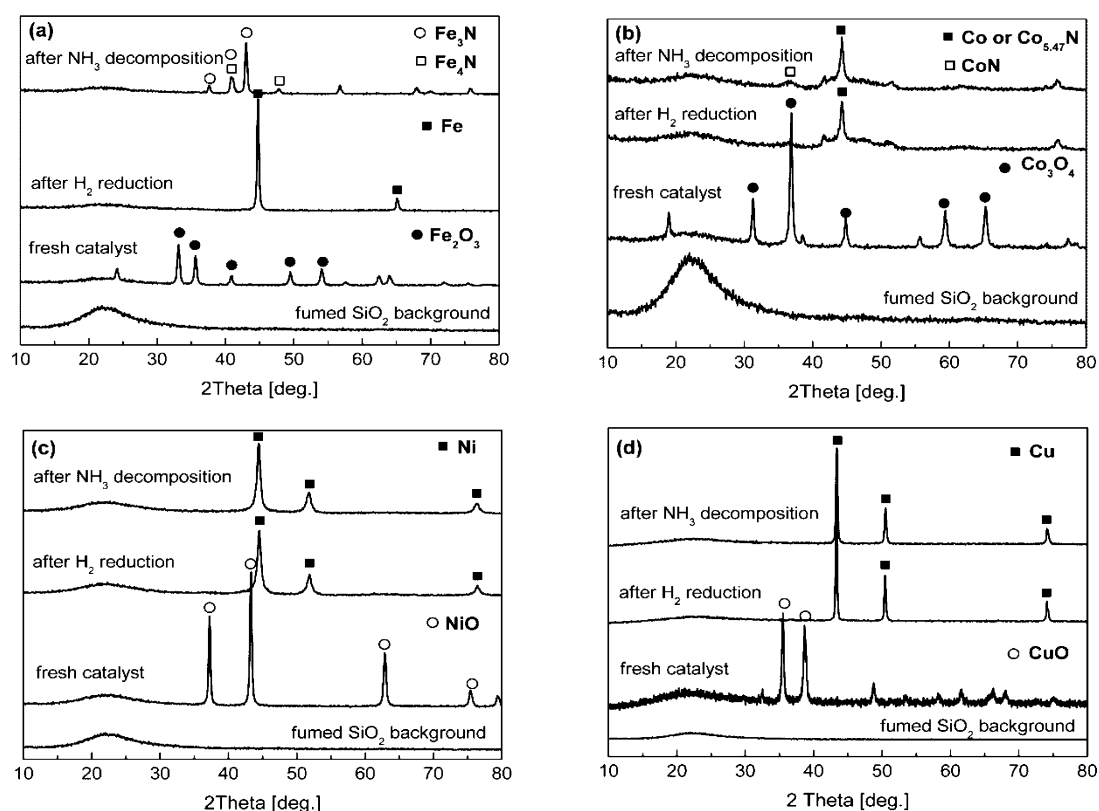 (a)
Fe₃N
after NH₃ decomposition
Fe₄N
Fe
after H₂ reduction
Fe₂O₃
fresh catalyst
fumed SiO₂ background
10 20 30 40 50 60 70 80
2Theta [deg.]
(b)
Co or Co₅.₄₇N
after NH₃ decomposition
CoN
after H₂ reduction
Co₃O₄
fresh catalyst
fumed SiO₂ background
10 20 30 40 50 60 70 80
2Theta [deg.]
(c)
Ni
after NH₃ decomposition
after H₂ reduction
NiO
fresh catalyst
fumed SiO₂ background
10 20 30 40 50 60 70 80
2Theta [deg.]
(d)
Cu
after NH₃ decomposition
after H₂ reduction
CuO
fresh catalyst
fumed SiO₂ background
10 20 30 40 50 60 70 80
2 Theta [deg.]